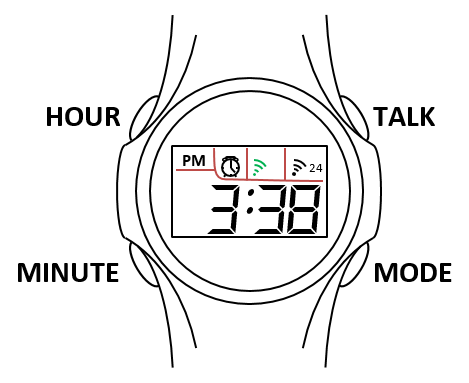 HOUR
TALK
PM
24
3:38
MINUTE
MODE